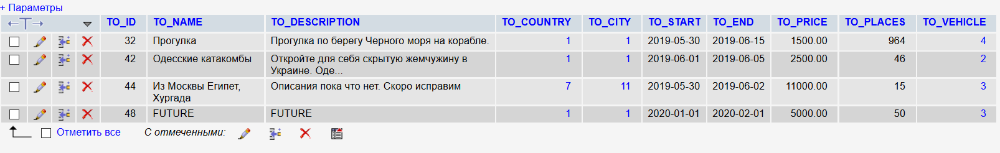 + Параметры
←T→ TO_ID TO_NAME TO_DESCRIPTION TO_COUNTRY TO_CITY TO_START TO_END TO_PRICE TO_PLACES TO_VEHICLE
32 Прогулка Прогулка по берегу Черного моря на корабле. 1 1 2019-05-30 2019-06-15 1500.00 964 4
42 Одесские катакомбы Откройте для себя скрытую жемчужину в 1 1 2019-06-01 2019-06-05 2500.00 46 2
Украине. Оде...
44 Из Москвы Египет, Описания пока что нет. Скоро исправим 7 11 2019-05-30 2019-06-02 11000.00 15 3
Хургада
48 FUTURE FUTURE 1 1 2020-01-01 2020-02-01 5000.00 50 3
Отметить все С отмеченными: